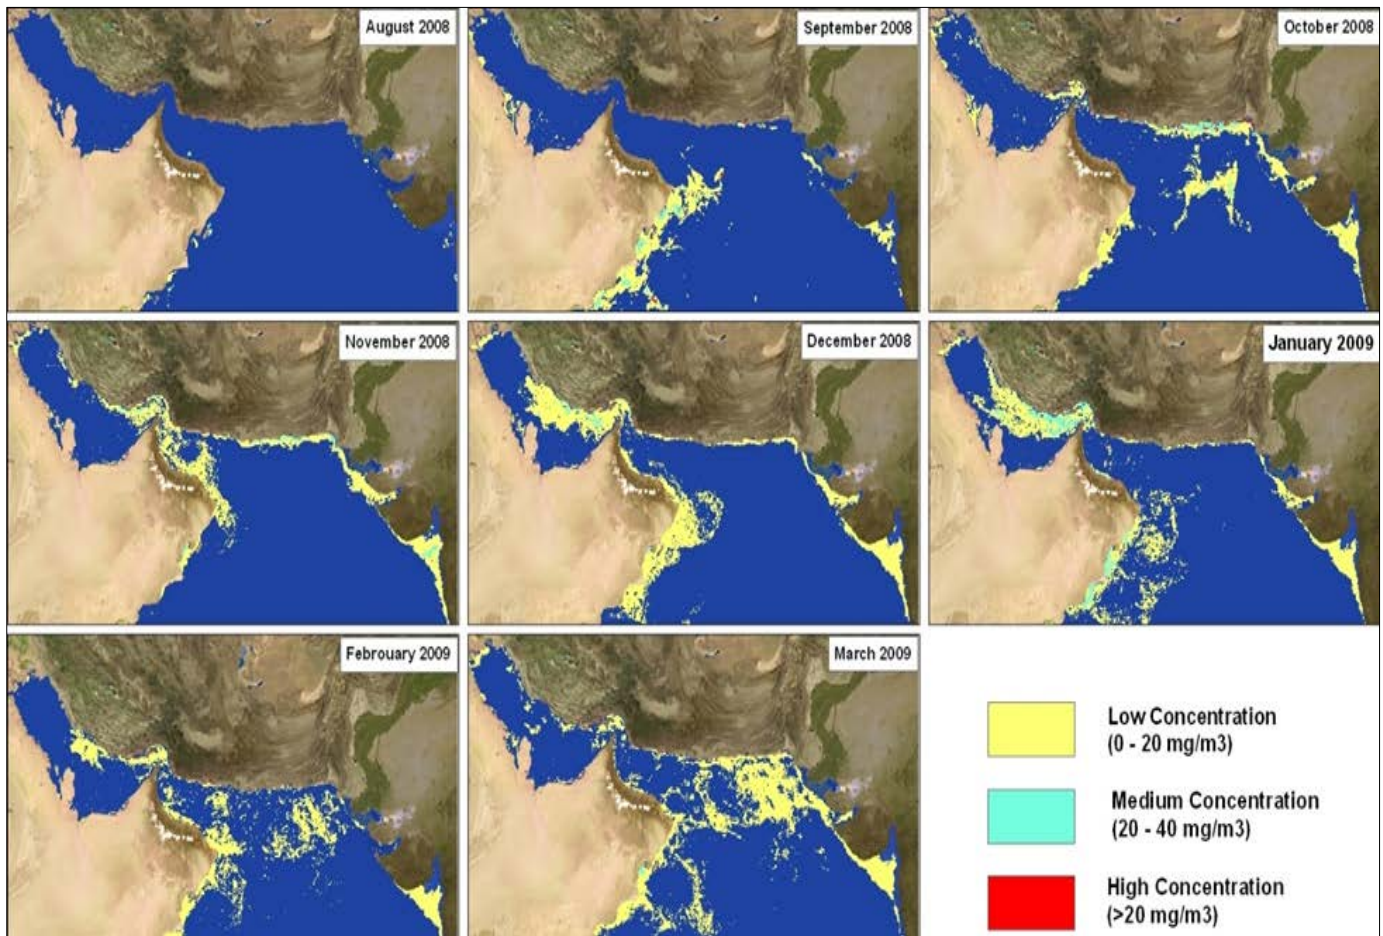 August 2008
September 2008
October 2008
November 2008
December 2008
January 2009
Febrouary 2009
March 2009
Low Concentration
(0 - 20 mg/m3)
Medium Concentration
(20 - 40 mg/m3)
High Concentration
(>20 mg/m3)